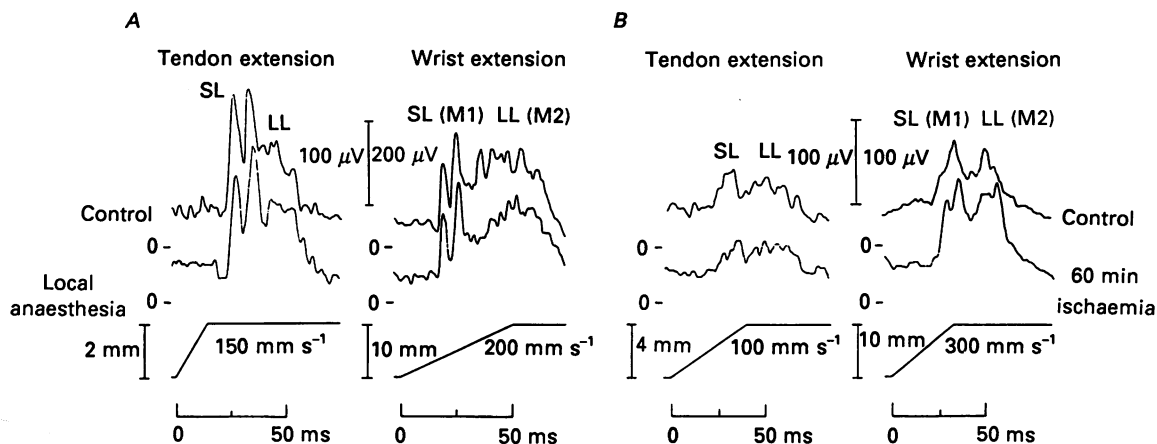 A
B
Tendon extension
Wrist extension
Tendon extension
Wrist extension
SL
LL
100 μV
SL (M1) LL (M2)
200 μV
SL LL
100 μV
SL (M1) LL (M2)
100 μV
Control
0 -
0 -
0 -
0 -
Control
Local
anaesthesia
0 -
0 -
0 -
0 -
60 min
ischaemia
2 mm
150 mm s⁻¹
10 mm
200 mm s⁻¹
4 mm
100 mm s⁻¹
10 mm
300 mm s⁻¹
0 50 ms
0 50 ms
0 50 ms
0 50 ms